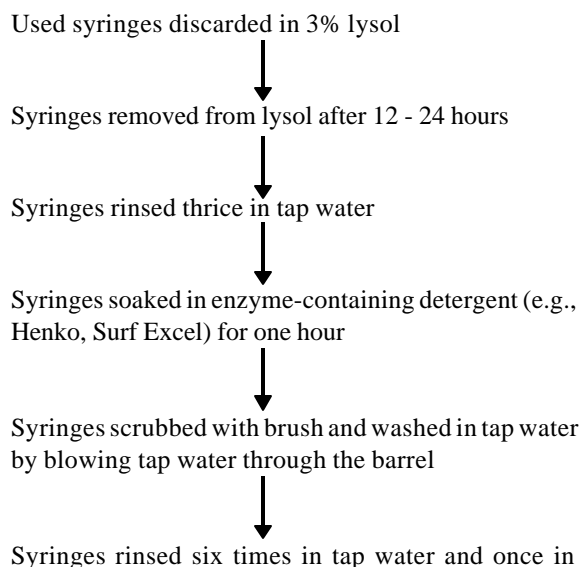 Used syringes discarded in 3% lysol
Syringes removed from lysol after 12 - 24 hours
Syringes rinsed thrice in tap water
Syringes soaked in enzyme-containing detergent (e.g.,
Henko, Surf Excel) for one hour
Syringes scrubbed with brush and washed in tap water
by blowing tap water through the barrel
Syringes rinsed six times in tap water and once in